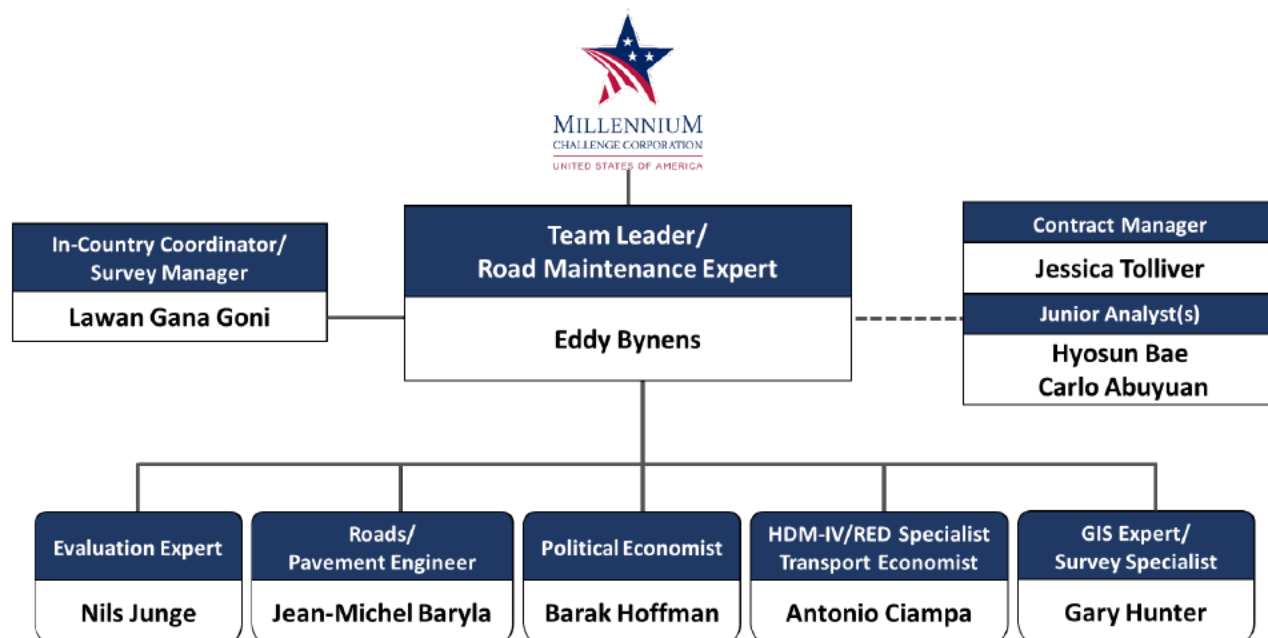 MILLENNIUM
CHALLENGE CORPORATION
UNITED STATES OF AMERICA
In-Country Coordinator/
Survey Manager
Lawan Gana Goni
Team Leader/
Road Maintenance Expert
Eddy Bynens
Contract Manager
Jessica Tolliver
Junior Analyst(s)
Hyosun Bae
Carlo Abuyuan
Evaluation Expert
Nils Junge
Roads/
Pavement Engineer
Jean-Michel Baryla
Political Economist
Barak Hoffman
HDM-IV/RED Specialist
Transport Economist
Antonio Ciampa
GIS Expert/
Survey Specialist
Gary Hunter